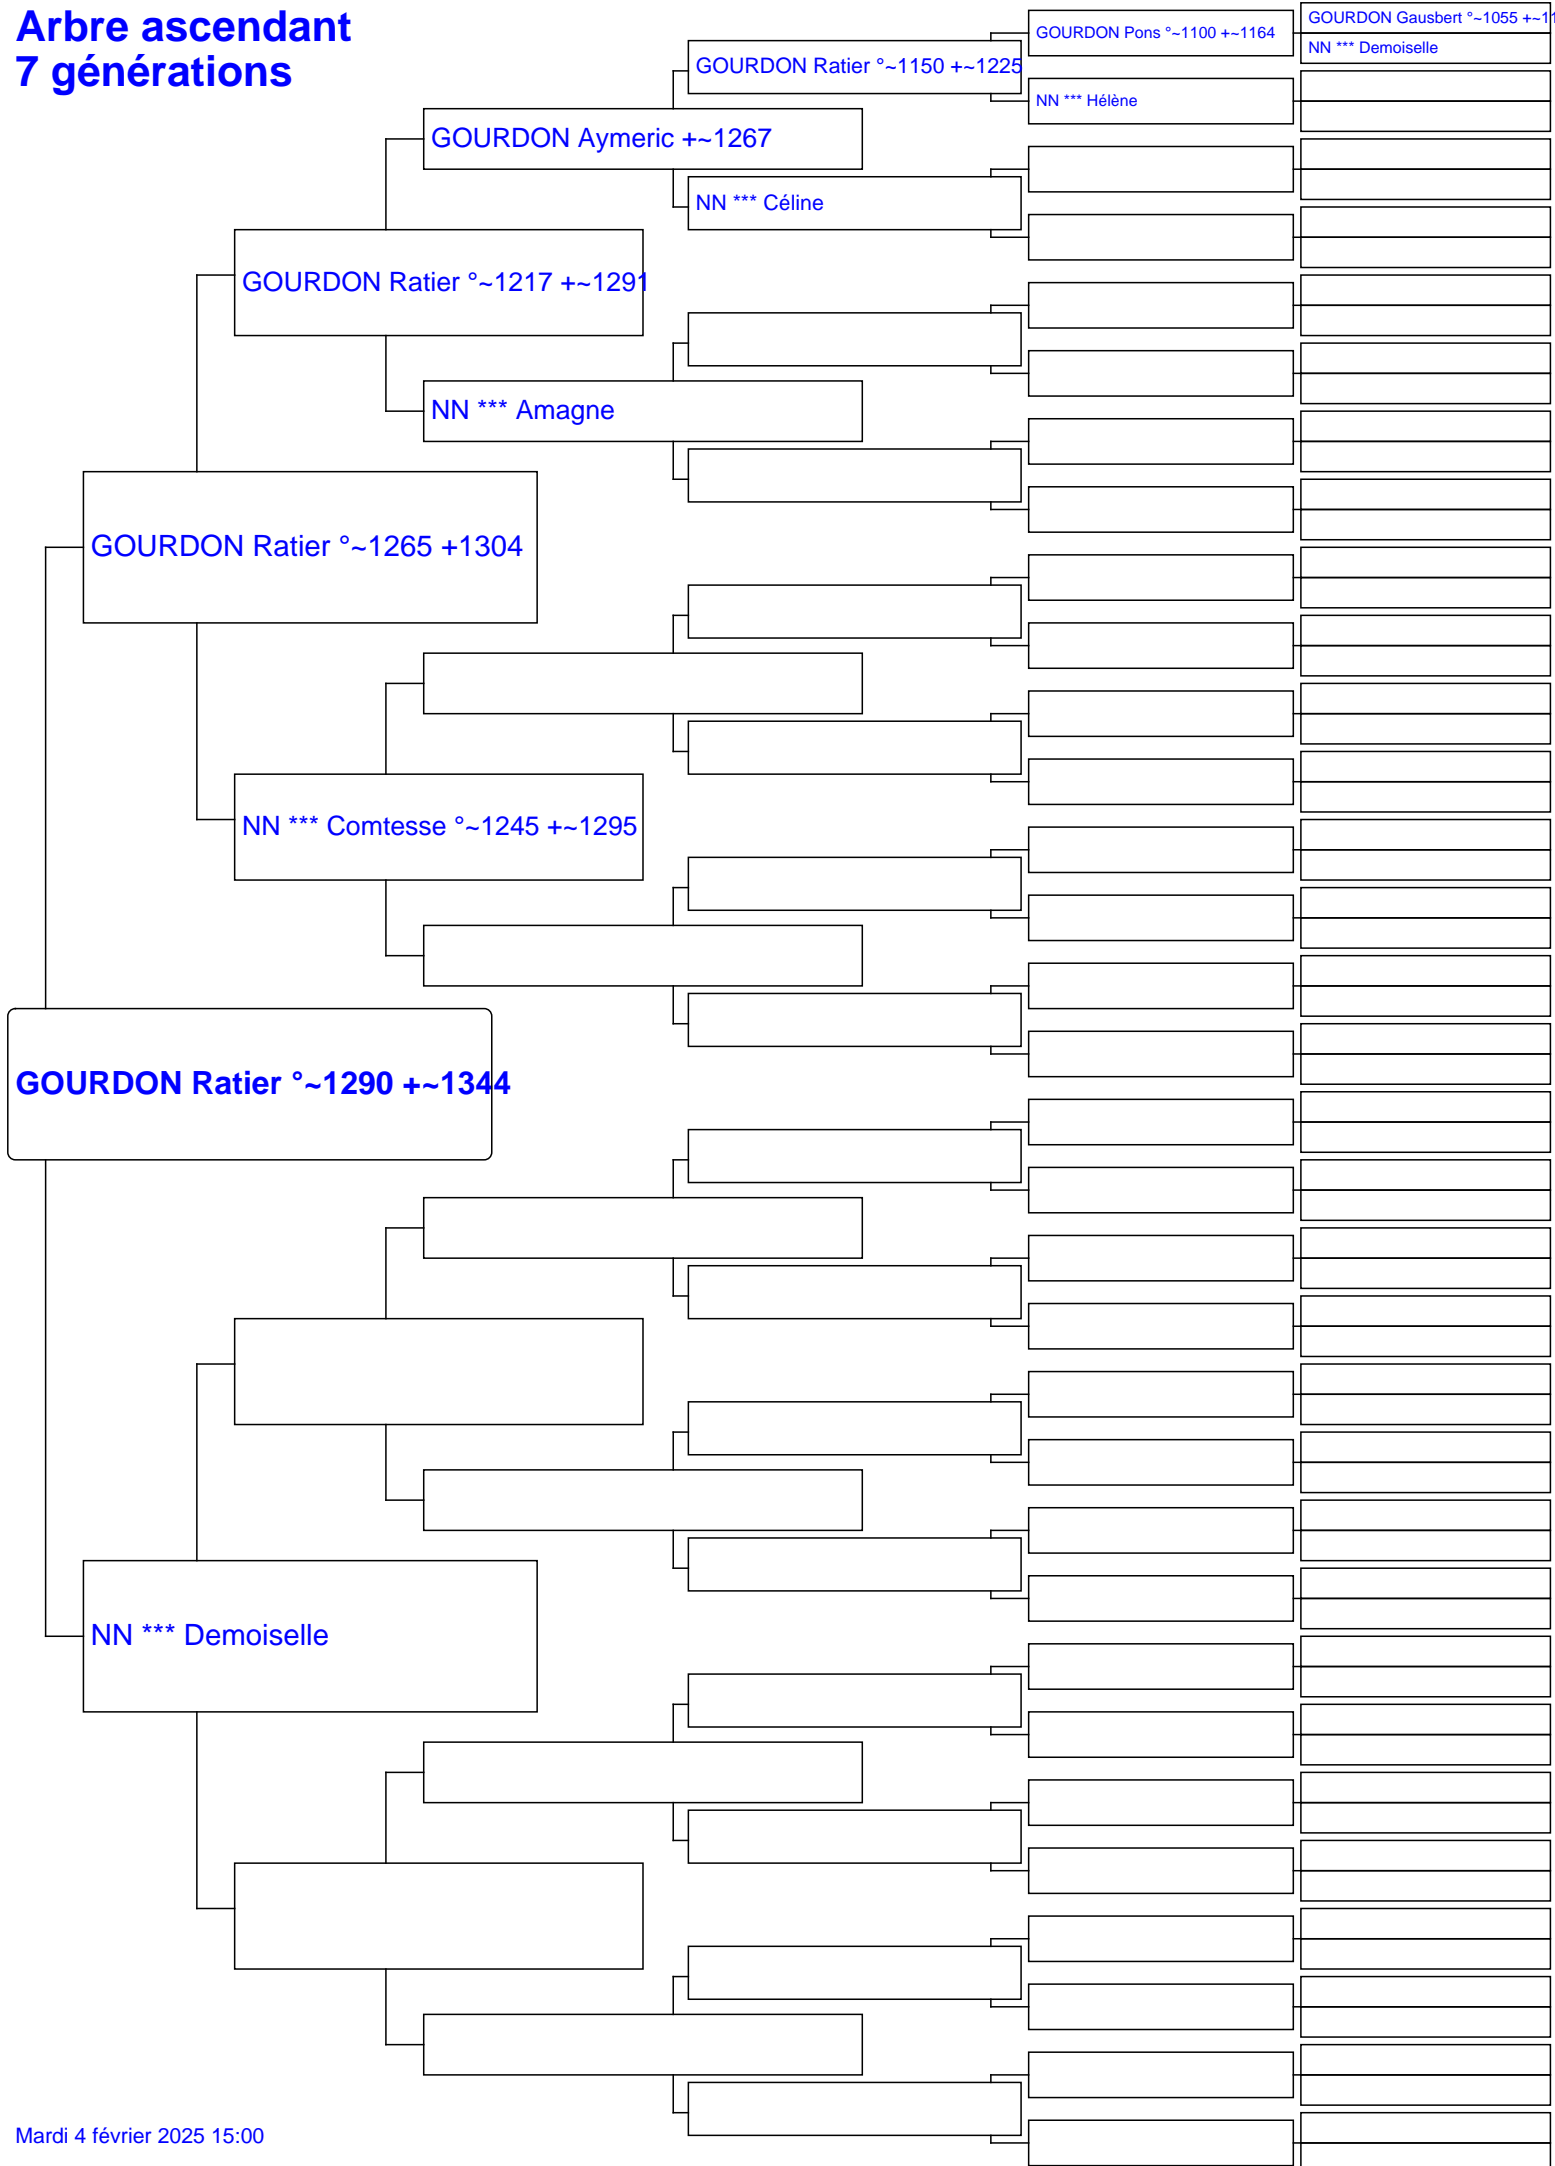 Arbre ascendant
7 générations
GOURDON Gausbert °~1055 +~11
NN *** Demoiselle
GOURDON Pons °~1100 +~1164
GOURDON Ratier °~1150 +~1225
NN *** Hélène
GOURDON Aymeric +~1267
NN *** Céline
GOURDON Ratier °~1217 +~1291
NN *** Amagne
GOURDON Ratier °~1265 +1304
NN *** Comtesse °~1245 +~1295
GOURDON Ratier °~1290 +~1344
NN *** Demoiselle
Mardi 4 février 2025 15:00